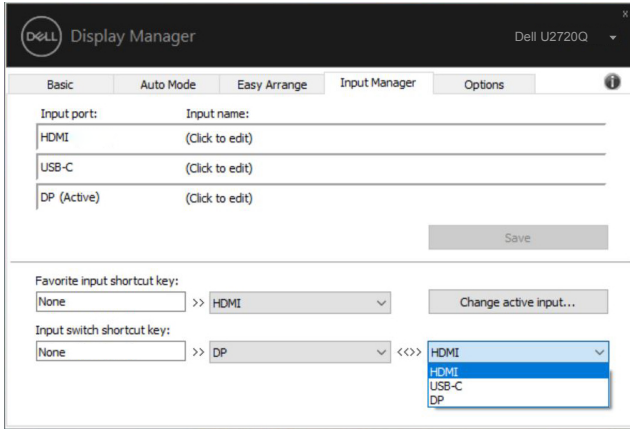 x
DELL Display Manager Dell U2720Q
Basic Auto Mode Easy Arrange Input Manager Options i
Input port: Input name:
HDMI (Click to edit)
USB-C (Click to edit)
DP (Active) (Click to edit)
Save
Favorite input shortcut key:
None >> HDMI Change active input...
Input switch shortcut key:
None >> DP <<>> HDMI
HDMI
USB-C
DP